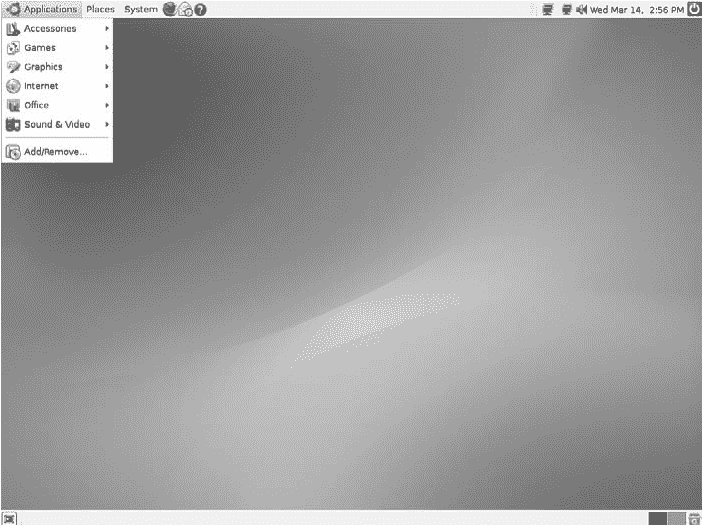 Applications Places System Wed Mar 14, 2:56 PM
Accessories
Games
Graphics
Internet
Office
Sound & Video
Add/Remove...